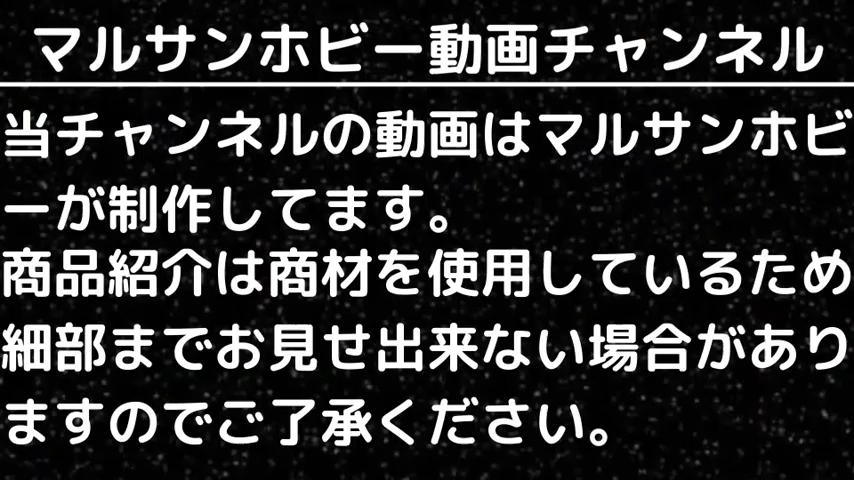 マルサンホビー動画チャンネル
当チャンネルの動画はマルサンホビ
ーが制作してます。
商品紹介は商材を使用しているため
細部までお見せ出来ない場合があり
ますのでご了承ください。